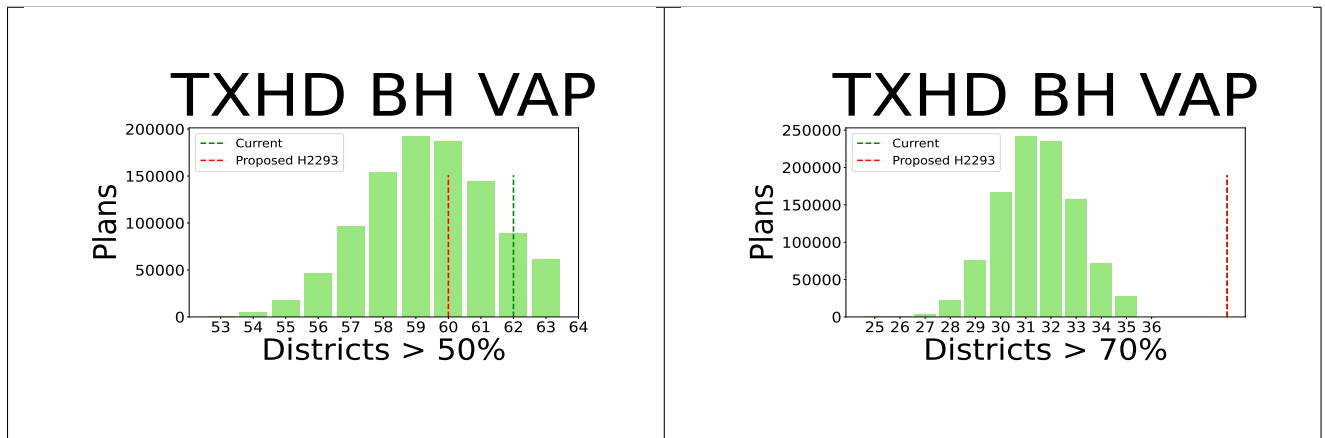 TXHD BH VAP
Current
Proposed H2293
Plans
200000
150000
100000
50000
0
53 54 55 56 57 58 59 60 61 62 63 64
Districts > 50%
TXHD BH VAP
Current
Proposed H2293
Plans
250000
200000
150000
100000
50000
0
25 26 27 28 29 30 31 32 33 34 35 36
Districts > 70%